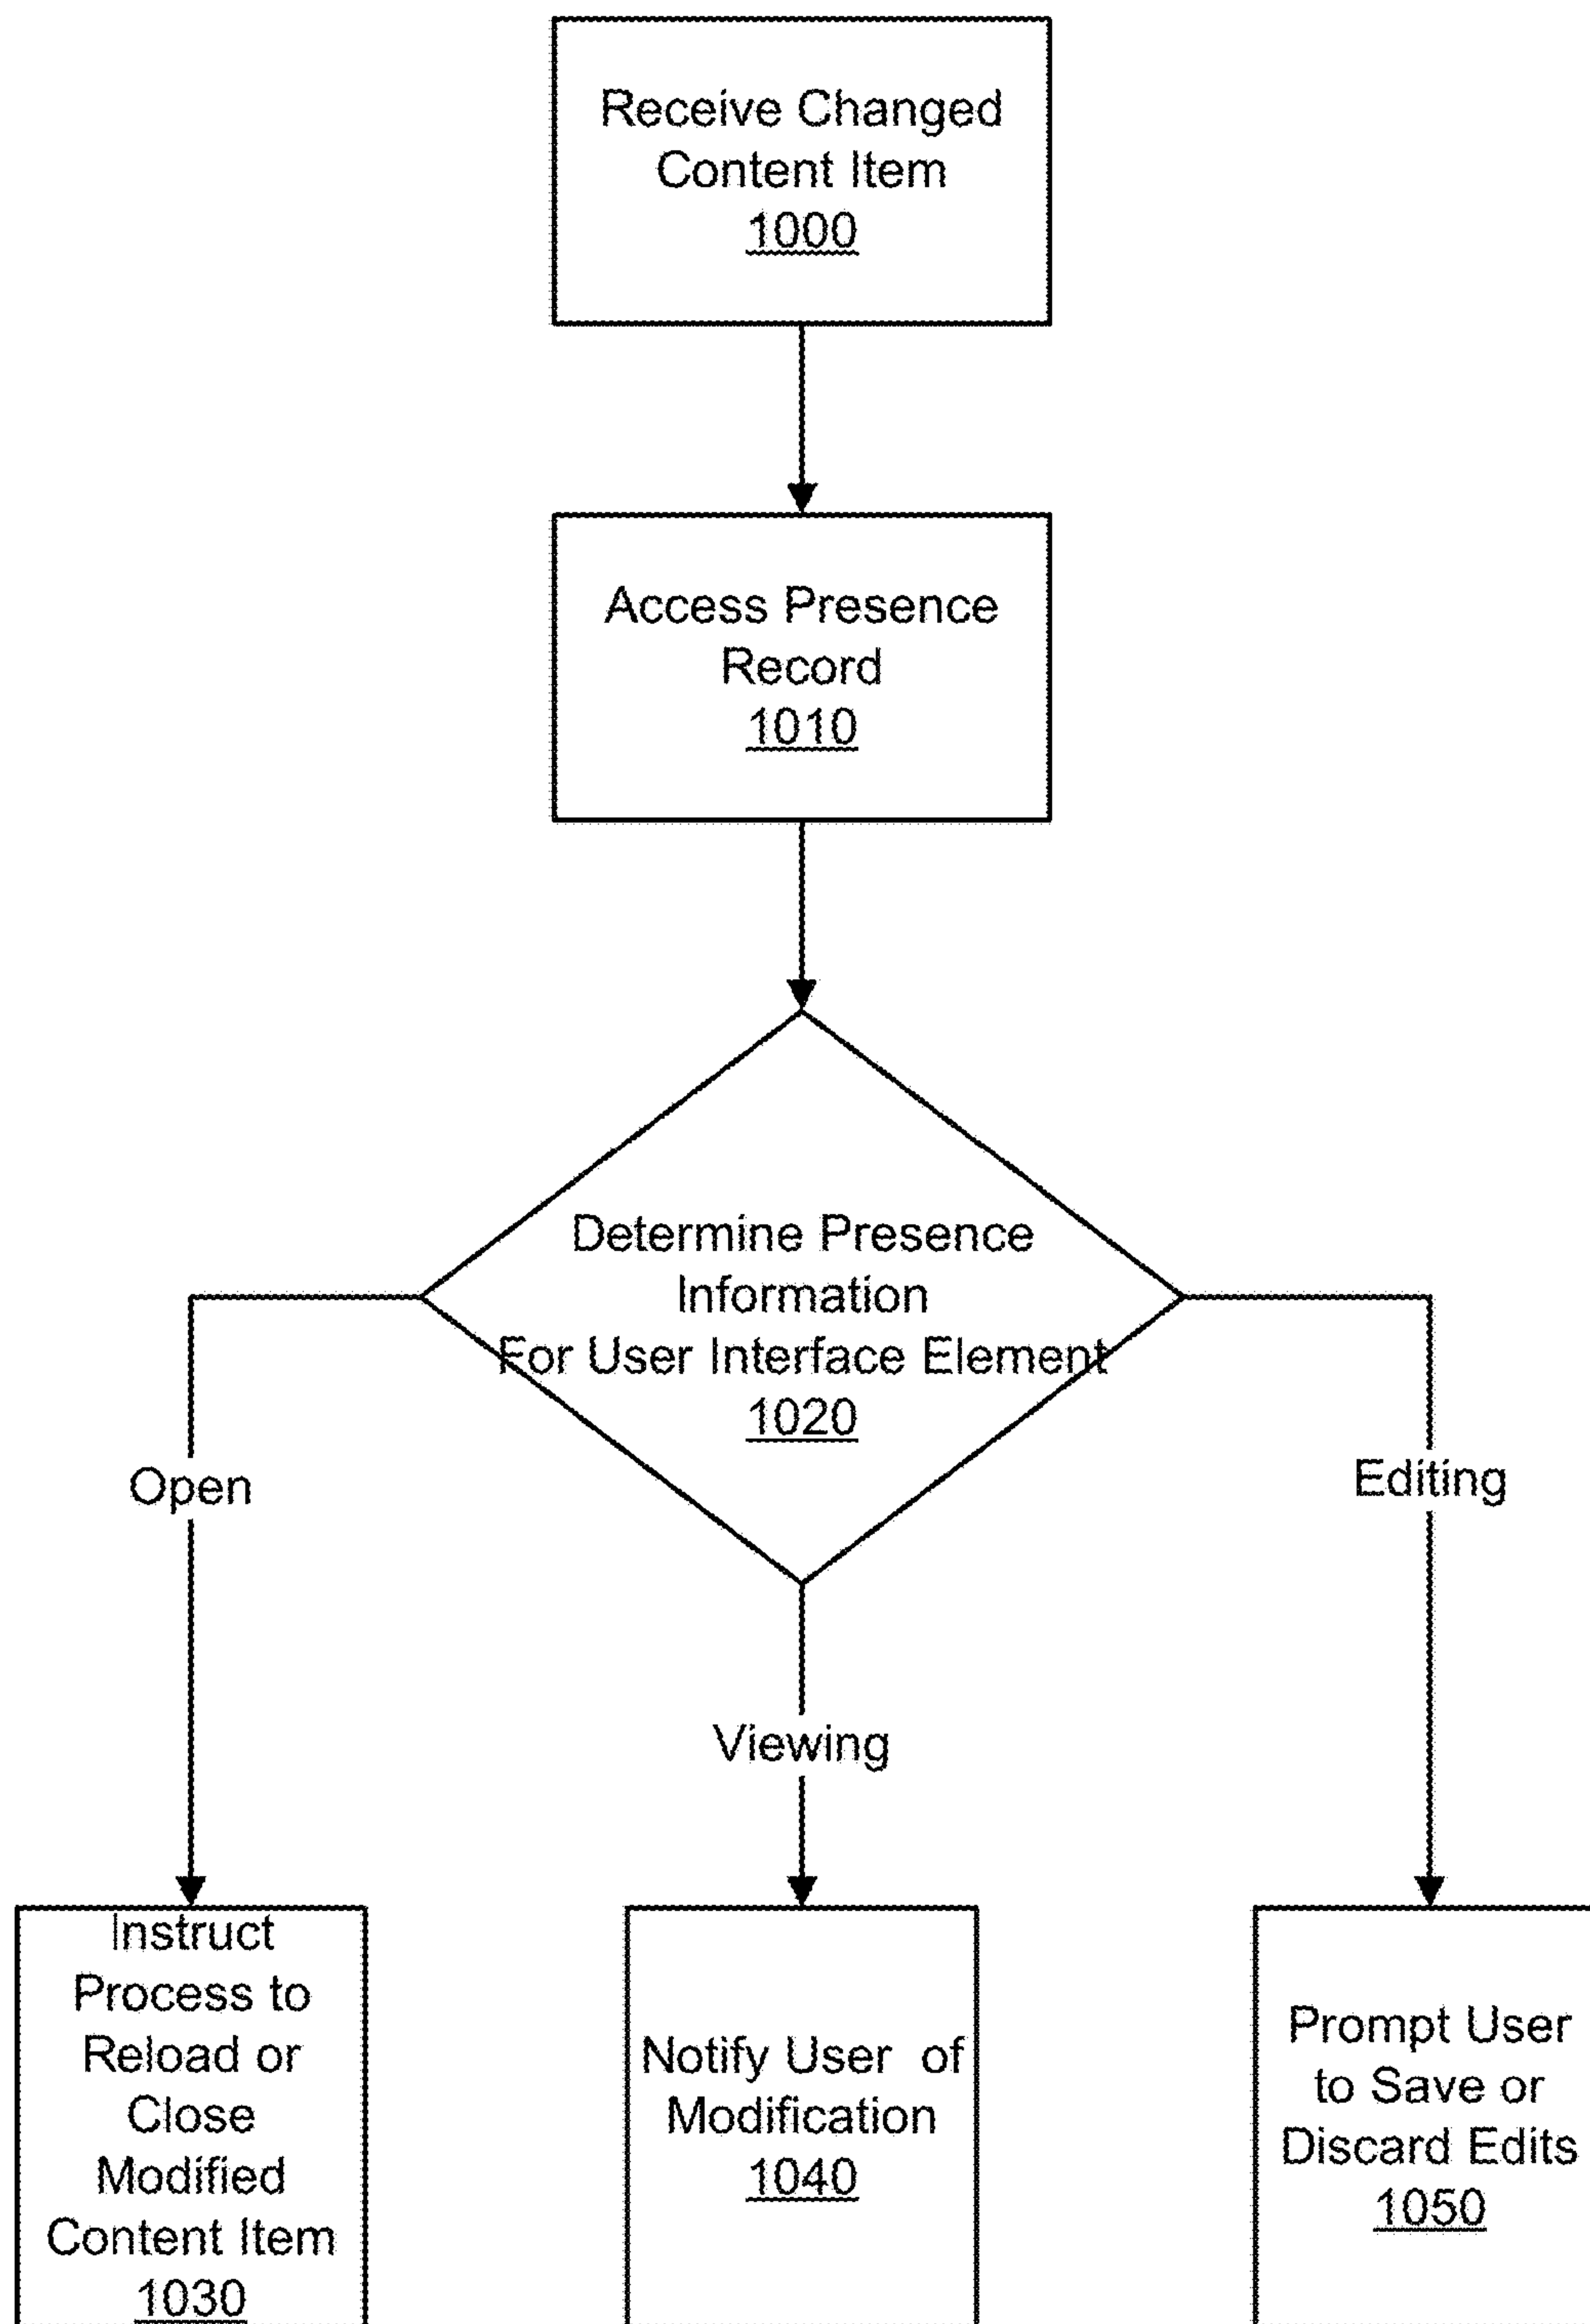 Receive Changed
Content Item
1000
Access Presence
Record
1010
Determine Presence
Information
For User Interface Element
1020
Open
Editing
Viewing
Instruct
Process to
Reload or
Close
Modified
Content Item
1030
Notify User of
Modification
1040
Prompt User
to Save or
Discard Edits
1050